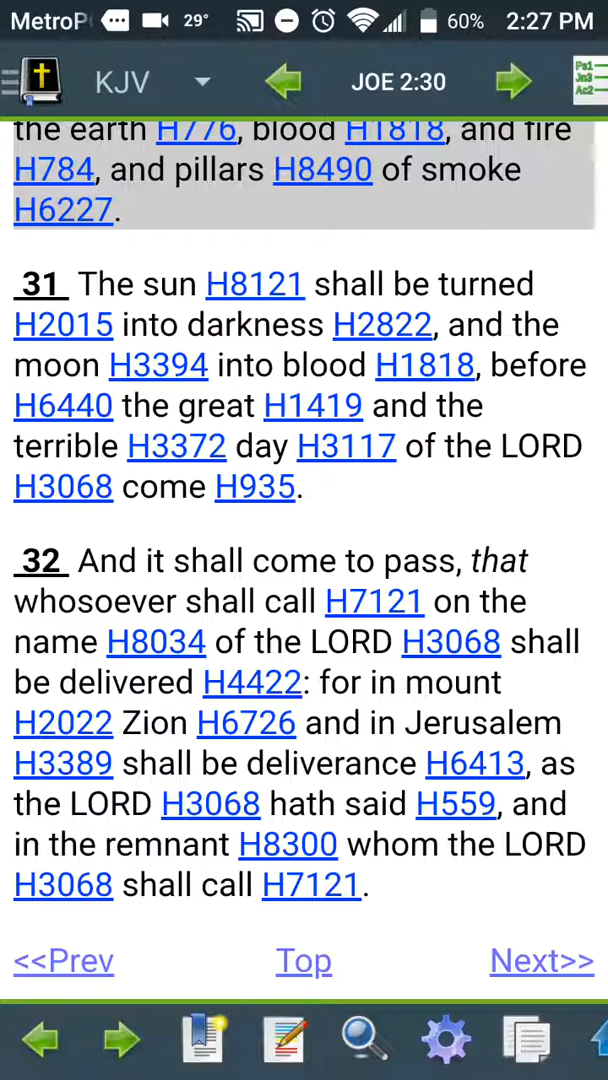 MetroP 29° 60% 2:27 PM
KJV JOE 2:30 Ps1
Jn3
Ac2
the earth H776, blood H1818, and fire
H784, and pillars H8490 of smoke
H6227.
31 The sun H8121 shall be turned
H2015 into darkness H2822, and the
moon H3394 into blood H1818, before
H6440 the great H1419 and the
terrible H3372 day H3117 of the LORD
H3068 come H935.
32 And it shall come to pass, that
whosoever shall call H7121 on the
name H8034 of the LORD H3068 shall
be delivered H4422: for in mount
H2022 Zion H6726 and in Jerusalem
H3389 shall be deliverance H6413, as
the LORD H3068 hath said H559, and
in the remnant H8300 whom the LORD
H3068 shall call H7121.
<<Prev Top Next>>